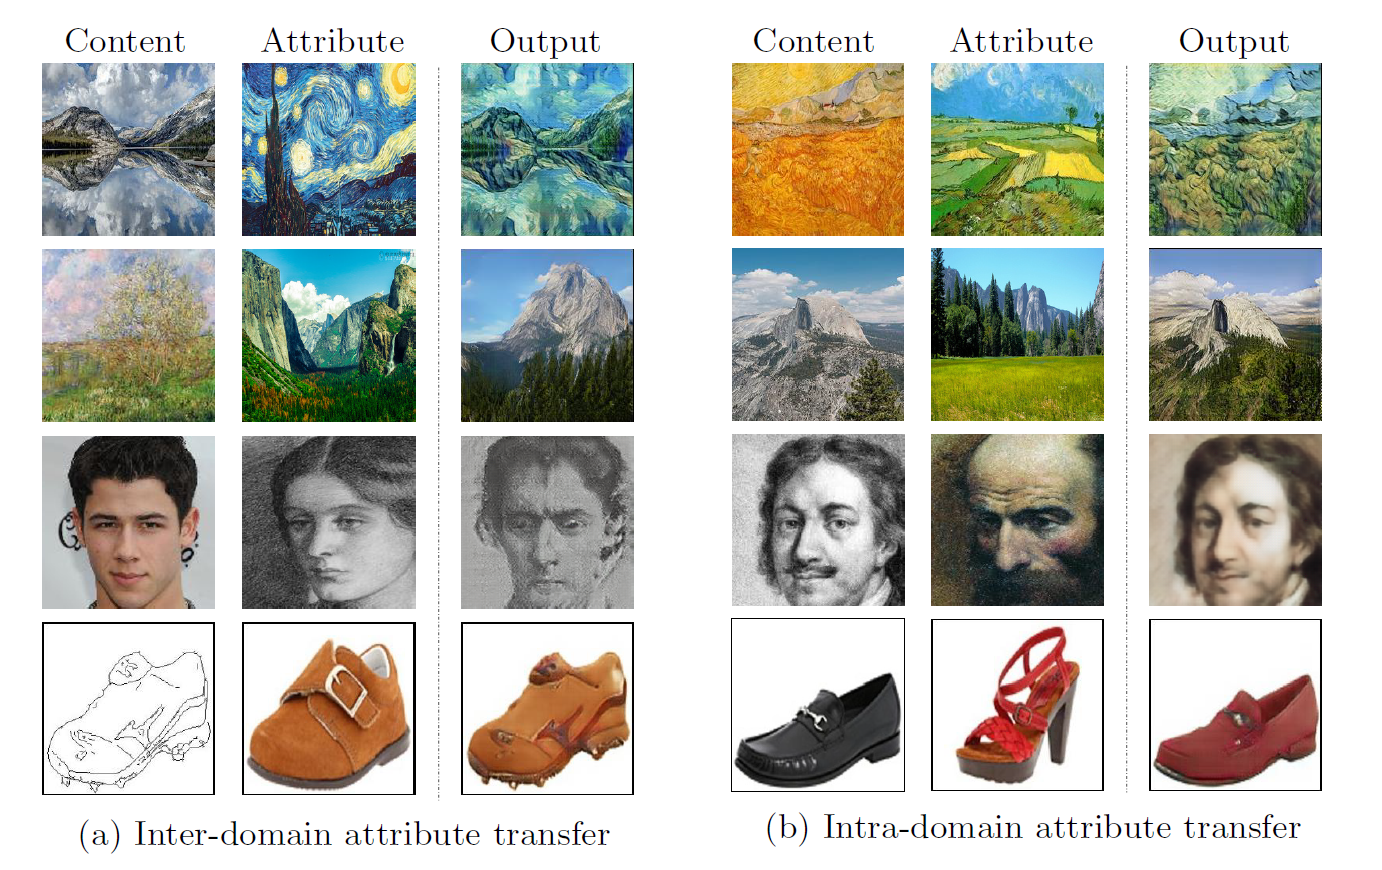 Content Attribute Output
Content Attribute Output
(a) Inter-domain attribute transfer
(b) Intra-domain attribute transfer